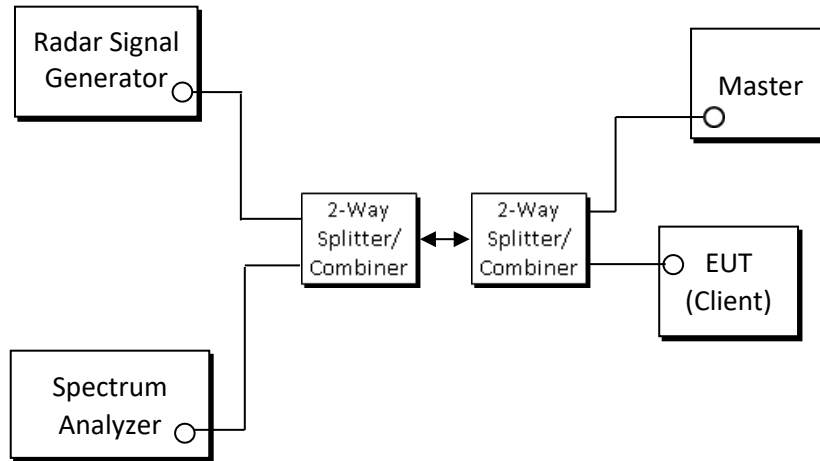 Radar Signal
Generator
Master
2-Way
Splitter/
Combiner
2-Way
Splitter/
Combiner
EUT
(Client)
Spectrum
Analyzer